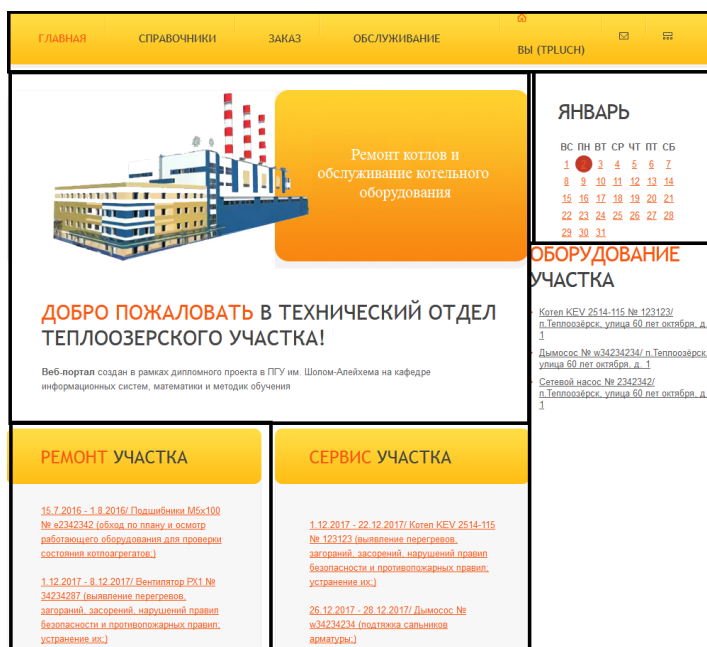 ГЛАВНАЯ СПРАВОЧНИКИ ЗАКАЗ ОБСЛУЖИВАНИЕ ВЫ (TPLUCH)
Ремонт котлов и
обслуживание котельного
оборудования
ДОБРО ПОЖАЛОВАТЬ В ТЕХНИЧЕСКИЙ ОТДЕЛ
ТЕПЛООЗЕРСКОГО УЧАСТКА!
Веб-портал создан в рамках дипломного проекта в ПГУ им. Шолом-Алейхема на кафедре
информационных систем, математики и методик обучения
ЯНВАРЬ
ВС ПН ВТ СР ЧТ ПТ СБ
1 2 3 4 5 6 7
8 9 10 11 12 13 14
15 16 17 18 19 20 21
22 23 24 25 26 27 28
29 30 31
ОБОРУДОВАНИЕ
УЧАСТКА
Котел KEV 2514-115 № 123123/
п.Теплоозёрск, улица 60 лет октября, д.
1
Дымосос № w34234234/ п.Теплоозёрск,
улица 60 лет октября, д. 1
Сетевой насос № 2342342/
п.Теплоозёрск, улица 60 лет октября, д.
1
РЕМОНТ УЧАСТКА
15.7.2016 - 1.8.2016/ Подшибники М5х100
№ е2342342 (обход по плану и осмотр
работающего оборудования для проверки
состояния котлоагрегатов;)
1.12.2017 - 8.12.2017/ Вентилятор РХ1 №
34234287 (выявление перегревов,
загораний, засорений, нарушений правил
безопасности и противопожарных правил;
устранение их;)
СЕРВИС УЧАСТКА
1.12.2017 - 22.12.2017/ Котел KEV 2514-115
№ 123123 (выявление перегревов,
загораний, засорений, нарушений правил
безопасности и противопожарных правил;
устранение их;)
26.12.2017 - 28.12.2017/ Дымосос №
w34234234 (подтяжка сальников
арматуры;)